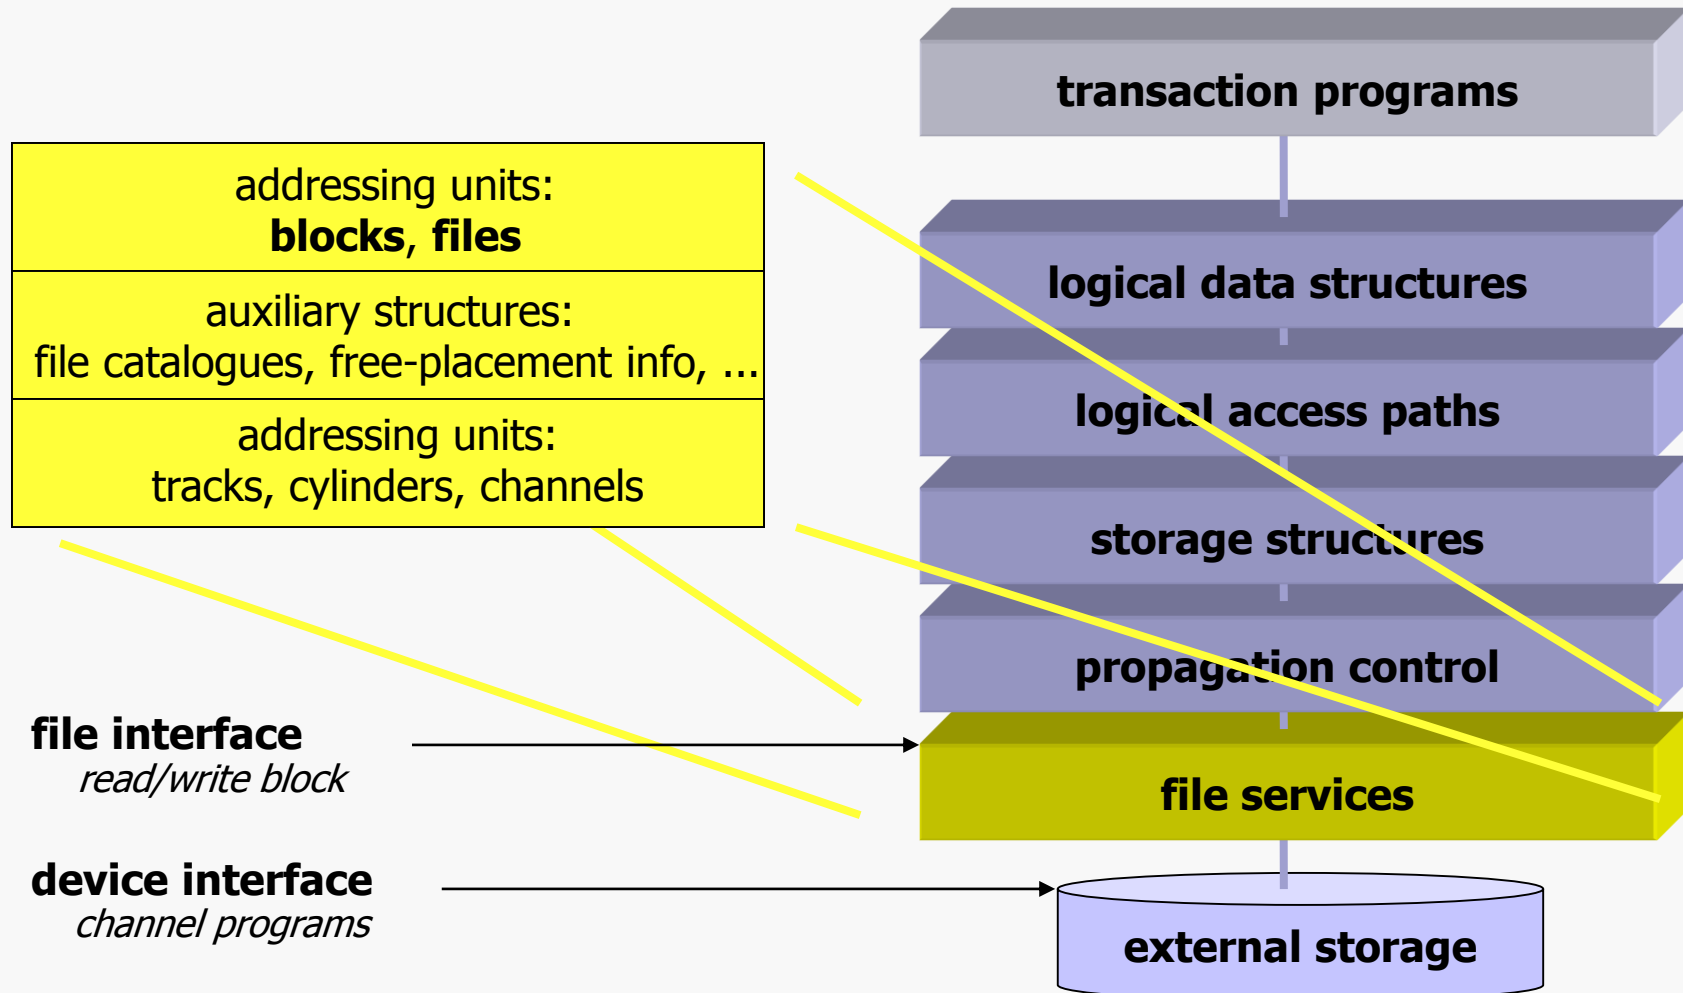 transaction programs
addressing units:
blocks, files
auxiliary structures:
file catalogues, free-placement info, ...
addressing units:
tracks, cylinders, channels
logical data structures
logical access paths
storage structures
propagation control
file interface
read/write block
file services
device interface
channel programs
external storage